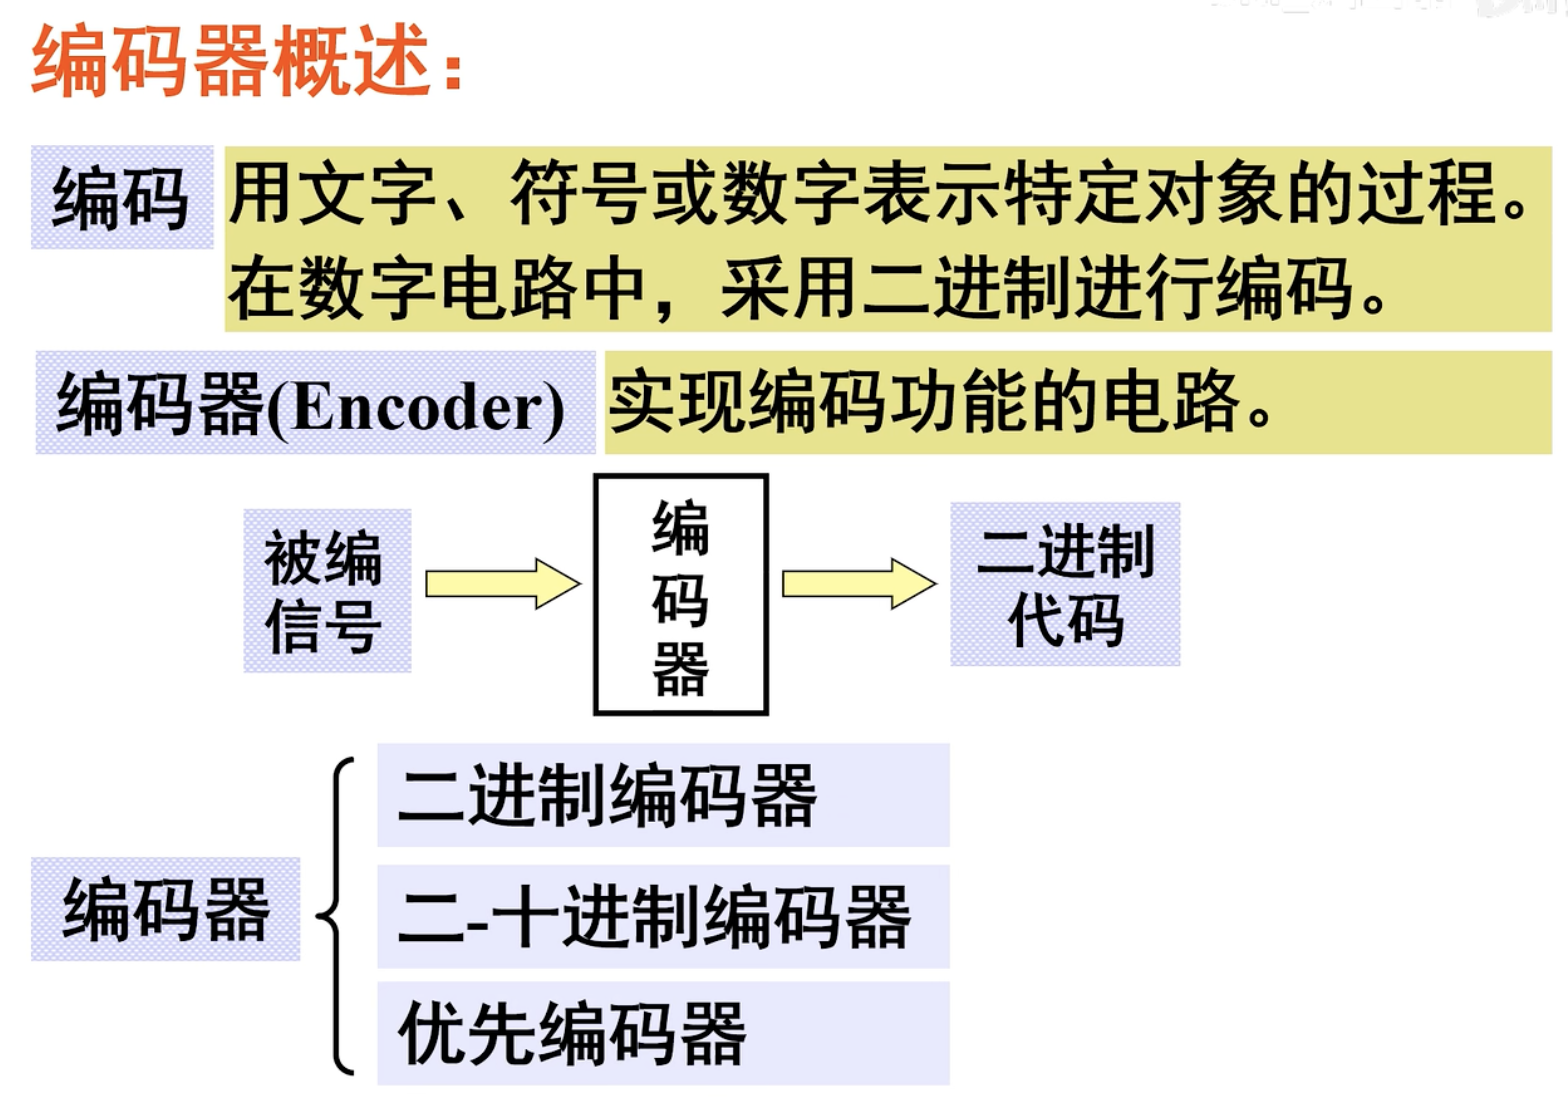 编码器概述：
编码
用文字、符号或数字表示特定对象的过程。
在数字电路中，采用二进制进行编码。
编码器(Encoder)
实现编码功能的电路。
被编
信号
编
码
器
二进制
代码
编码器
二进制编码器
二-十进制编码器
优先编码器